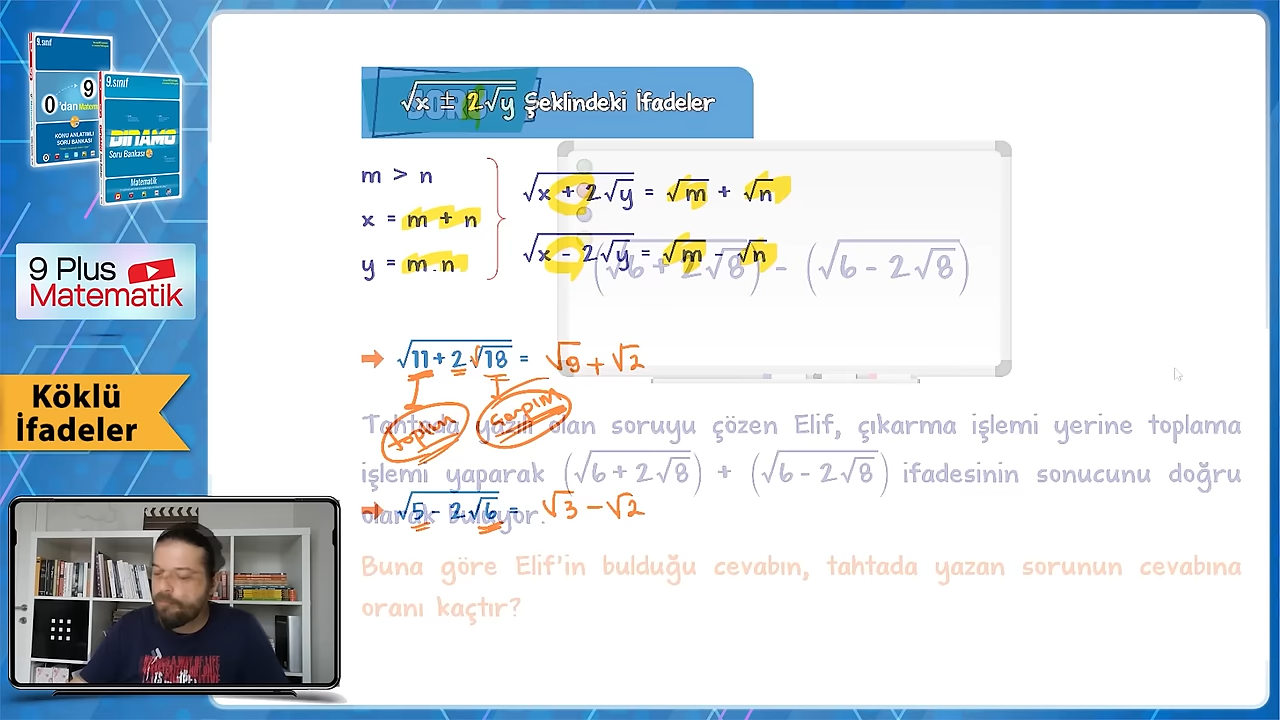 9.sınıf
0'dan 9 Matematik
KONU ANLATIMLI
SORU BANKASI
9.sınıf
DİNAMO
Soru Bankası
Matematik
9 Plus
Matematik
Köklü
İfadeler
SORU
√(x ± 2√y) Şeklindeki İfadeler
m > n
x = m + n
y = m.n
√(x + 2√y) = √m + √n
√(x - 2√y) = √m - √n
(√(6 + 2√8)) - (√(6 - 2√8))
√(11 + 2√18) = √9 + √2
toplam
çarpım
Tahtada yazılı olan soruyu çözen Elif, çıkarma işlemi yerine toplama
işlemi yaparak (√(6 + 2√8)) + (√(6 - 2√8)) ifadesinin sonucunu doğru
olarak buluyor.
√(5 - 2√6) = √3 - √2
Buna göre Elif'in bulduğu cevabın, tahtada yazan sorunun cevabına
oranı kaçtır?